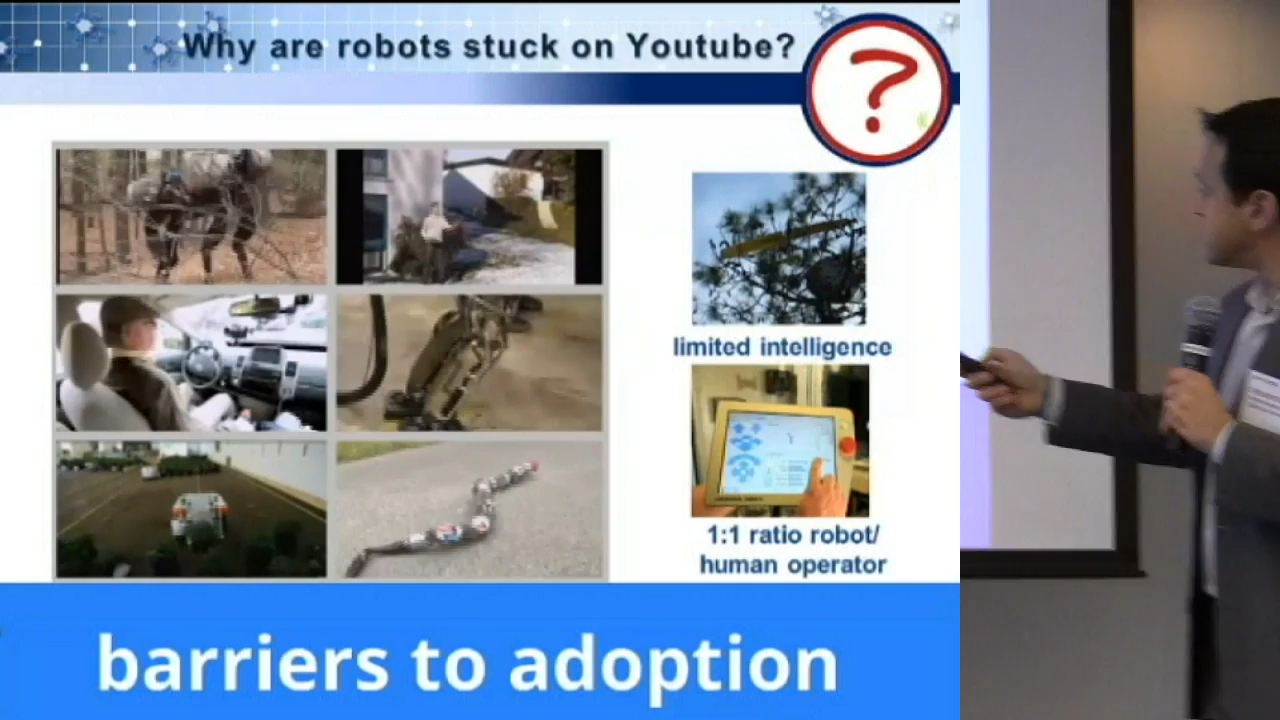 Why are robots stuck on Youtube?
?
limited intelligence
1:1 ratio robot/
human operator
barriers to adoption